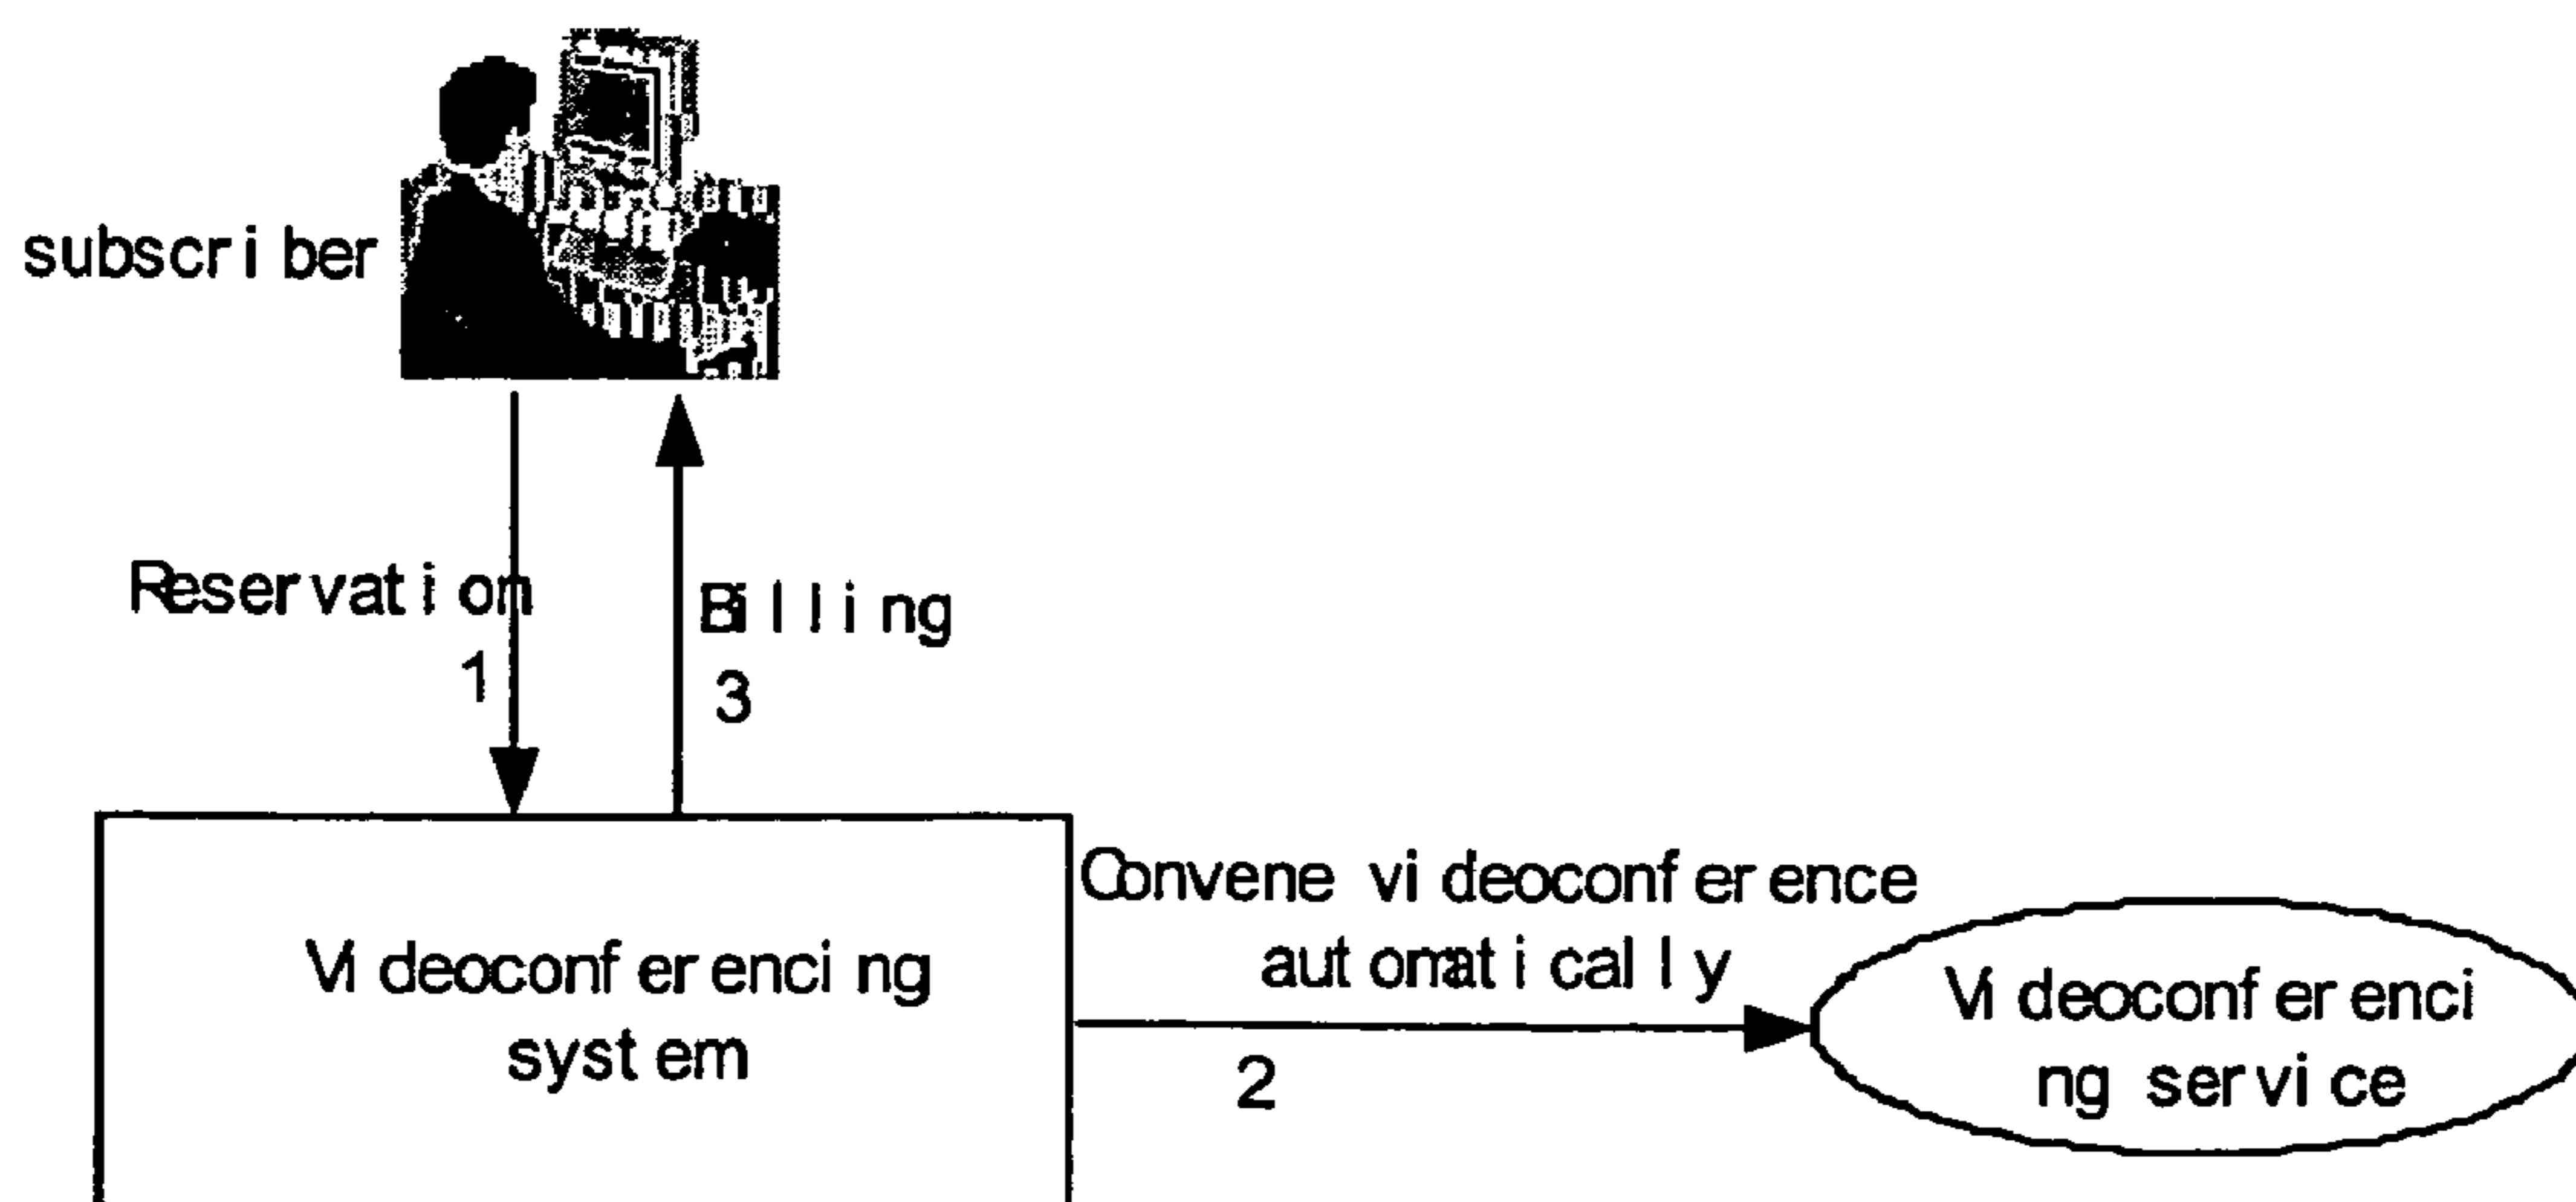 subscriber
Reservation
1
Billing
3
Convene videoconference
automatically
2
Videoconferencing
system
Videoconferenci
ng service